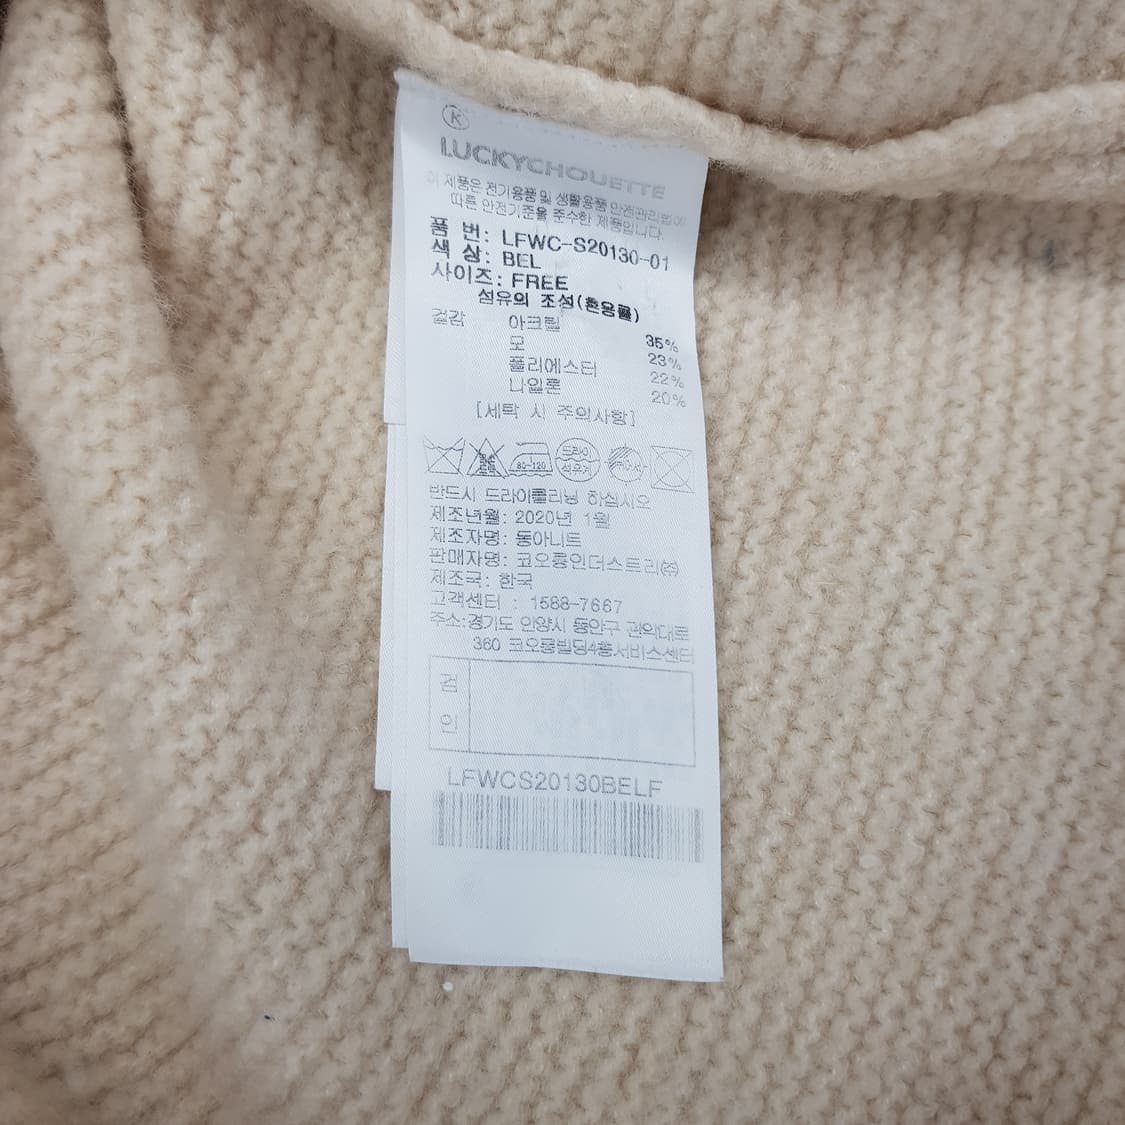 K
LUCKYCHOUETTE
이 제품은 전기용품 및 생활용품 안전관리법에
따른 안전기준을 준수한 제품입니다.
품 번: LFWC-S20130-01
색 상: BEL
사이즈: FREE
섬유의 조성(혼용률)
겉감 아크릴 35%
모 23%
폴리에스터 22%
나일론 20%
[세탁 시 주의사항]
80~120 드라이 석유계
반드시 드라이클리닝 하십시오
제조년월: 2020년 1월
제조자명: 동아니트
판매자명: 코오롱인더스트리㈜
제조국: 한국
고객센터 : 1588-7667
주소:경기도 안양시 동안구 관악대로
360 코오롱빌딩4층서비스센터
검
인
LFWCS20130BELF